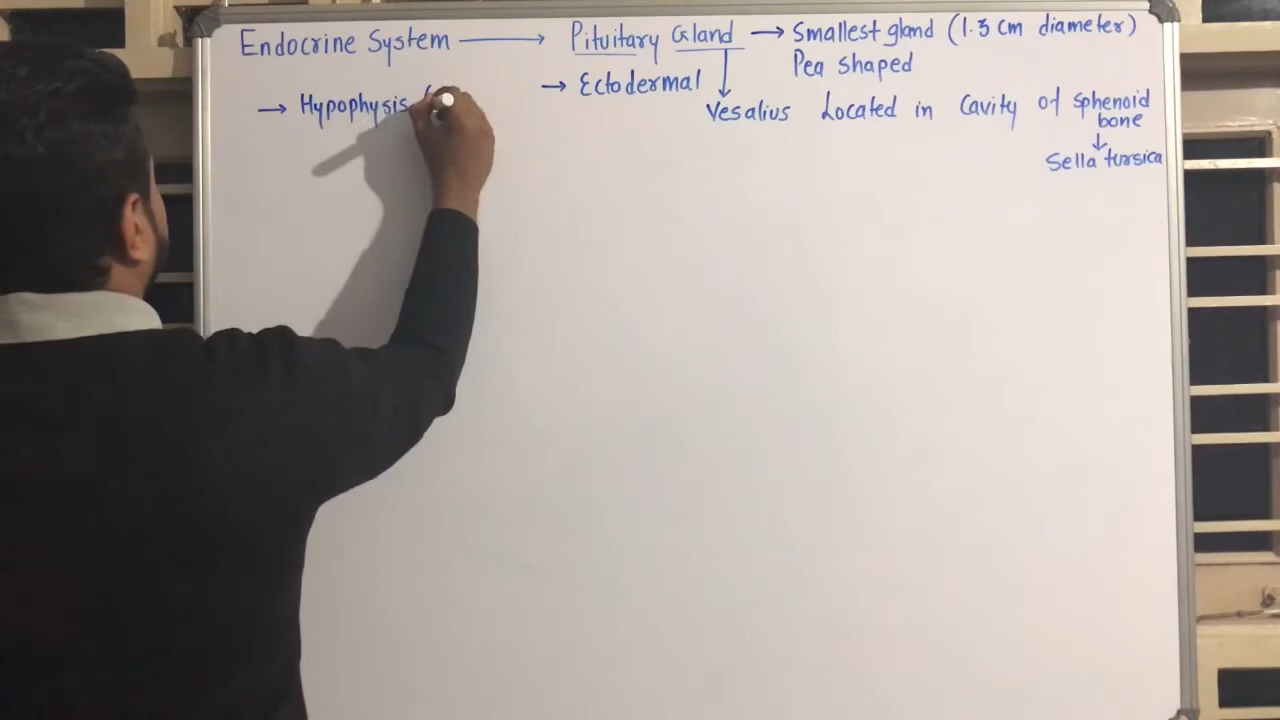 Endocrine System → Pituitary Gland → Smallest gland (1.3 cm diameter)
Pea shaped
→ Ectodermal
→ Hypophysis (
Vesalius Located in Cavity of Sphenoid
bone
↓
Sella tursica